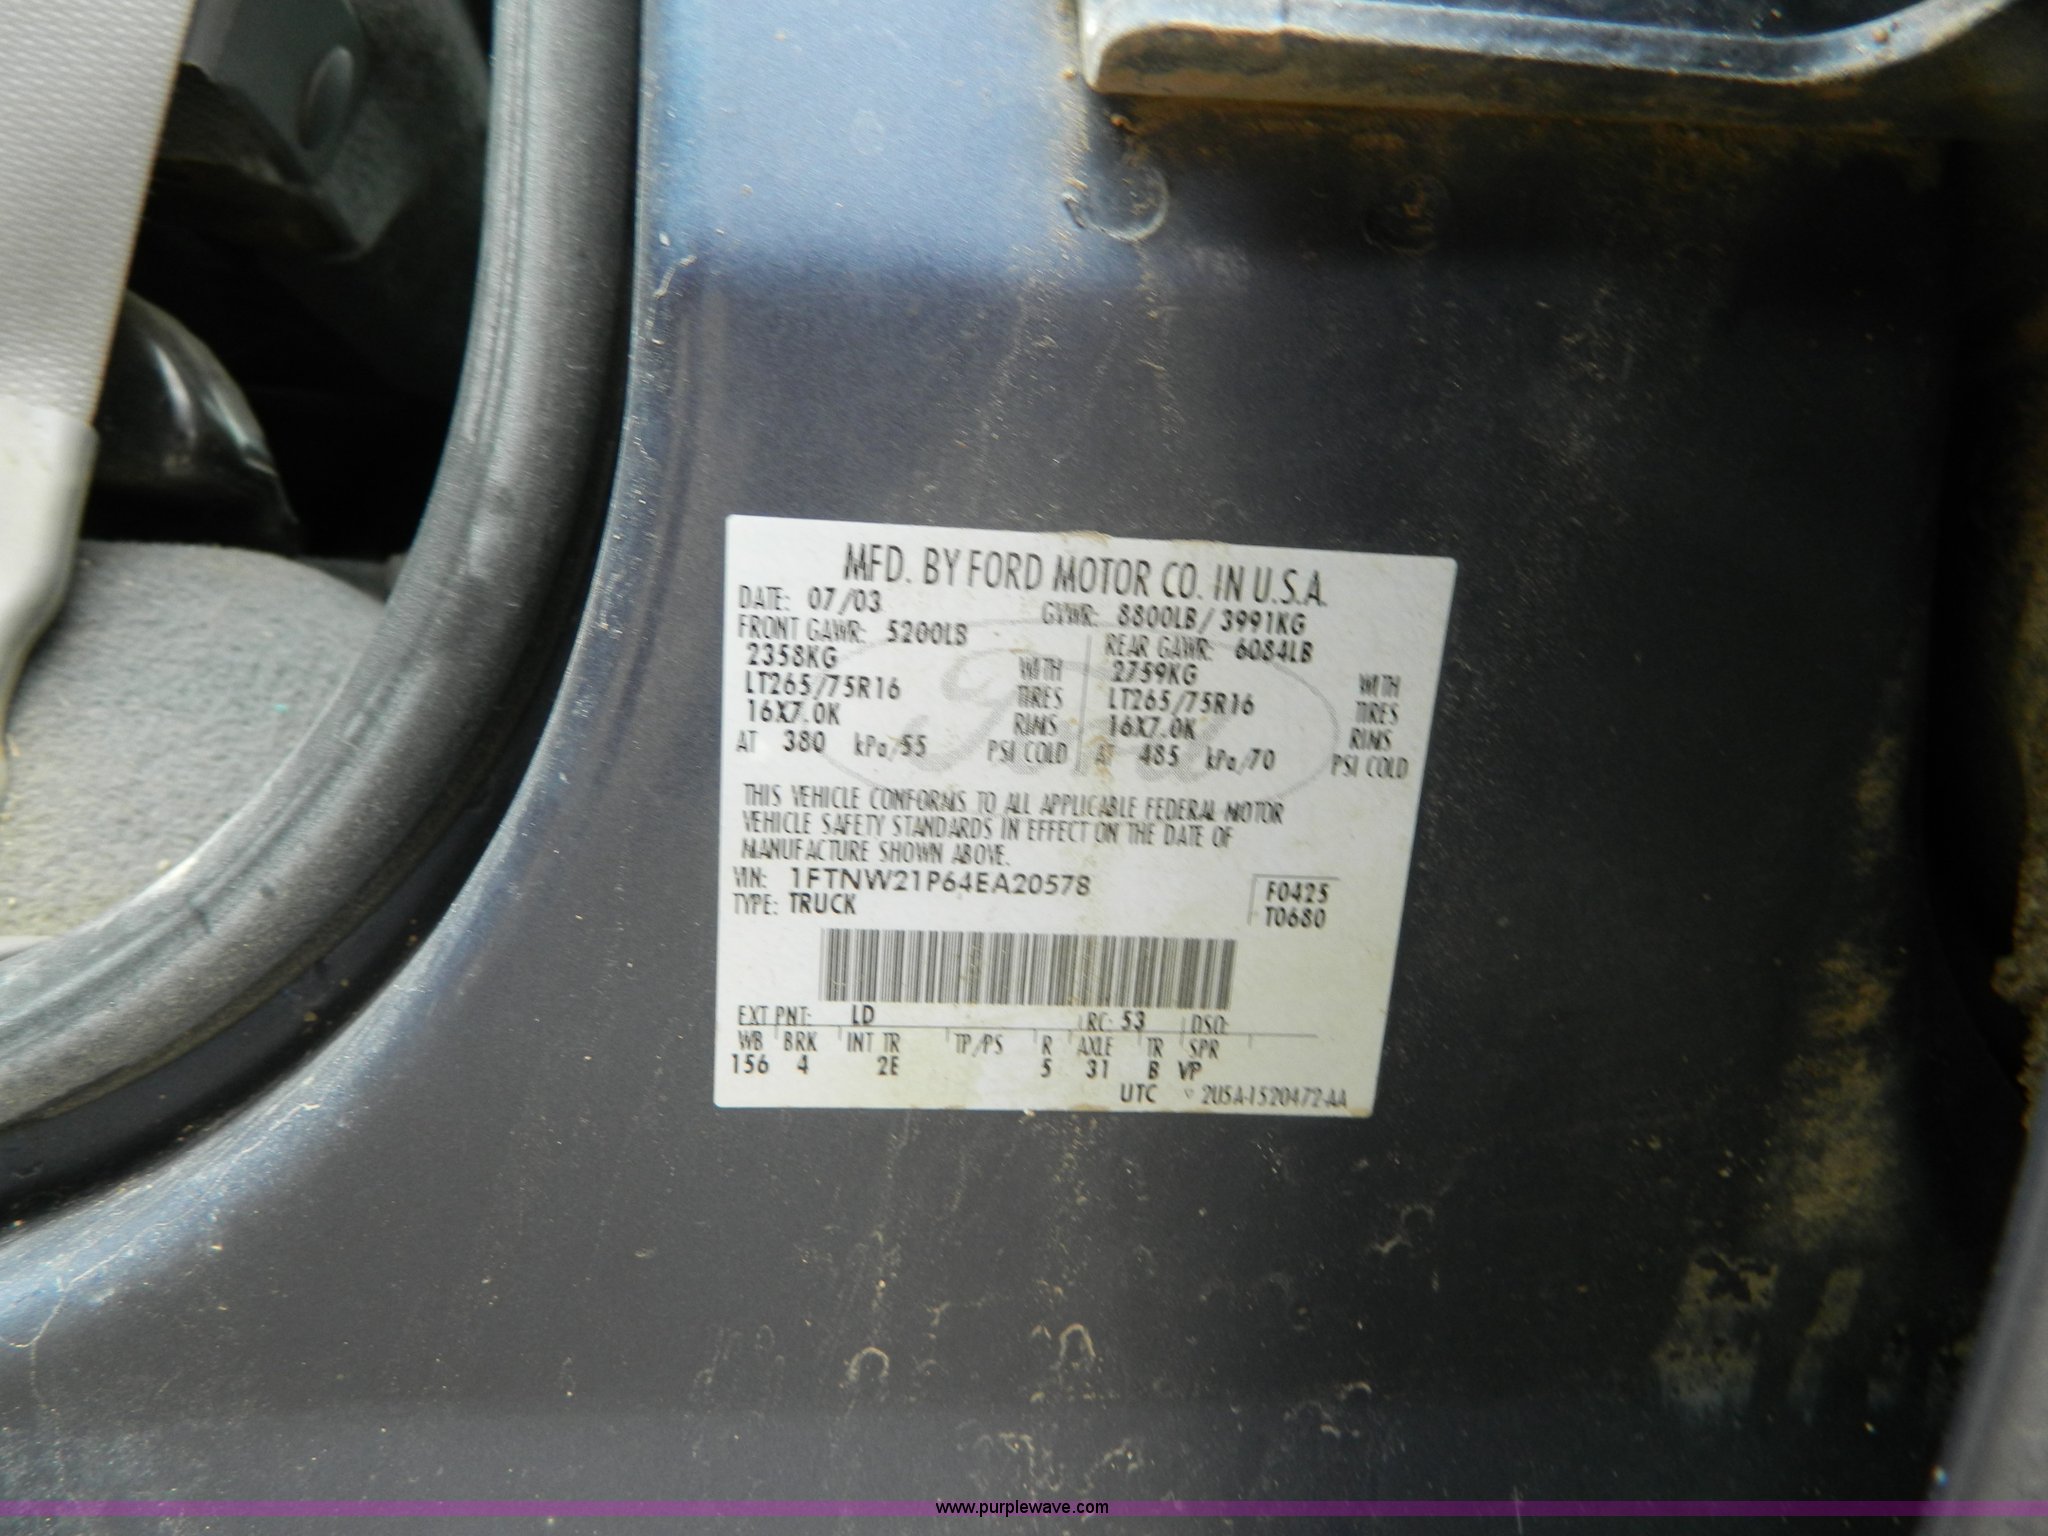 MFD. BY FORD MOTOR CO. IN U.S.A.
DATE: 07/03 GVWR: 8800LB/3991KG
FRONT GAWR: 5200LB REAR GAWR: 6084LB
2358KG WITH 2759KG WITH
LT265/75R16 TIRES LT265/75R16 TIRES
16X7.0K RIMS 16X7.0K RIMS
AT 380 kPa/55 PSI COLD AT 485 kPa/70 PSI COLD
Ford
THIS VEHICLE CONFORMS TO ALL APPLICABLE FEDERAL MOTOR
VEHICLE SAFETY STANDARDS IN EFFECT ON THE DATE OF
MANUFACTURE SHOWN ABOVE.
VIN: 1FTNW21P64EA20578 F0425
TYPE: TRUCK T0680
EXT PNT: LD RC: 53 DSO:
WB BRK INT TR TP/PS R AXLE TR SPR
156 4 2E 5 31 B VP
UTC 2U5A-1520472-AA
www.purplewave.com